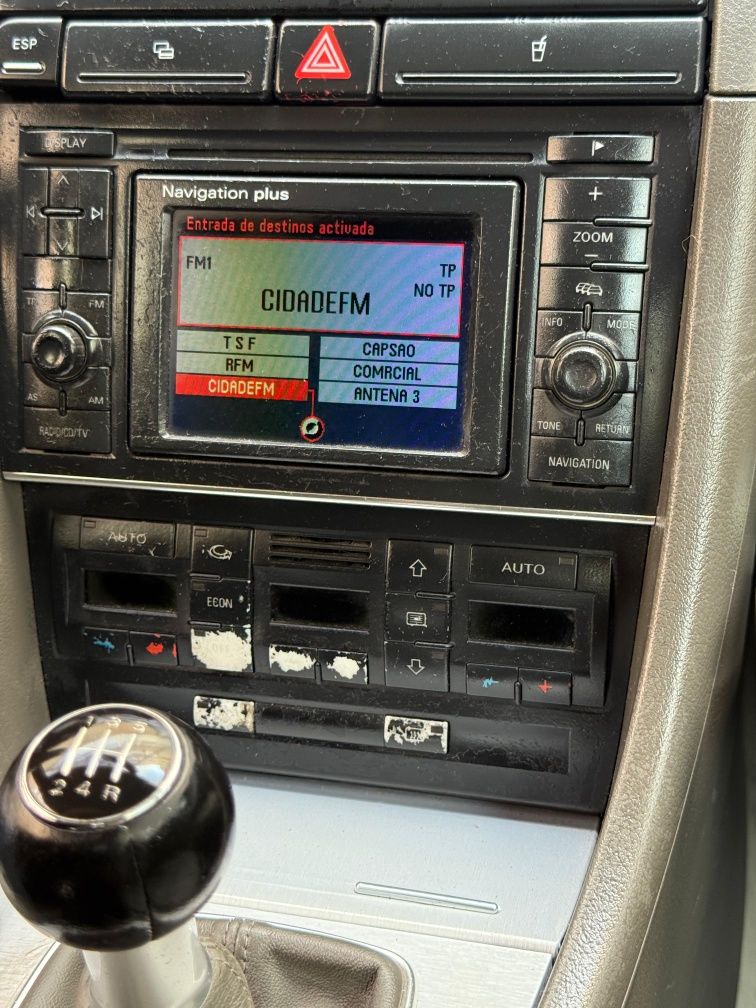 ESP
DISPLAY
Navigation plus
Entrada de destinos activada
FM1
TP
NO TP
CIDADEFM
T S F
RFM
CIDADEFM
CAPSAO
COMRCIAL
ANTENA 3
TP
FM
AS
AM
RADIO/CD/TV
+
ZOOM
−
INFO
MODE
TONE
RETURN
NAVIGATION
AUTO
ECON
OFF
AUTO
1 3 5
2 4 R